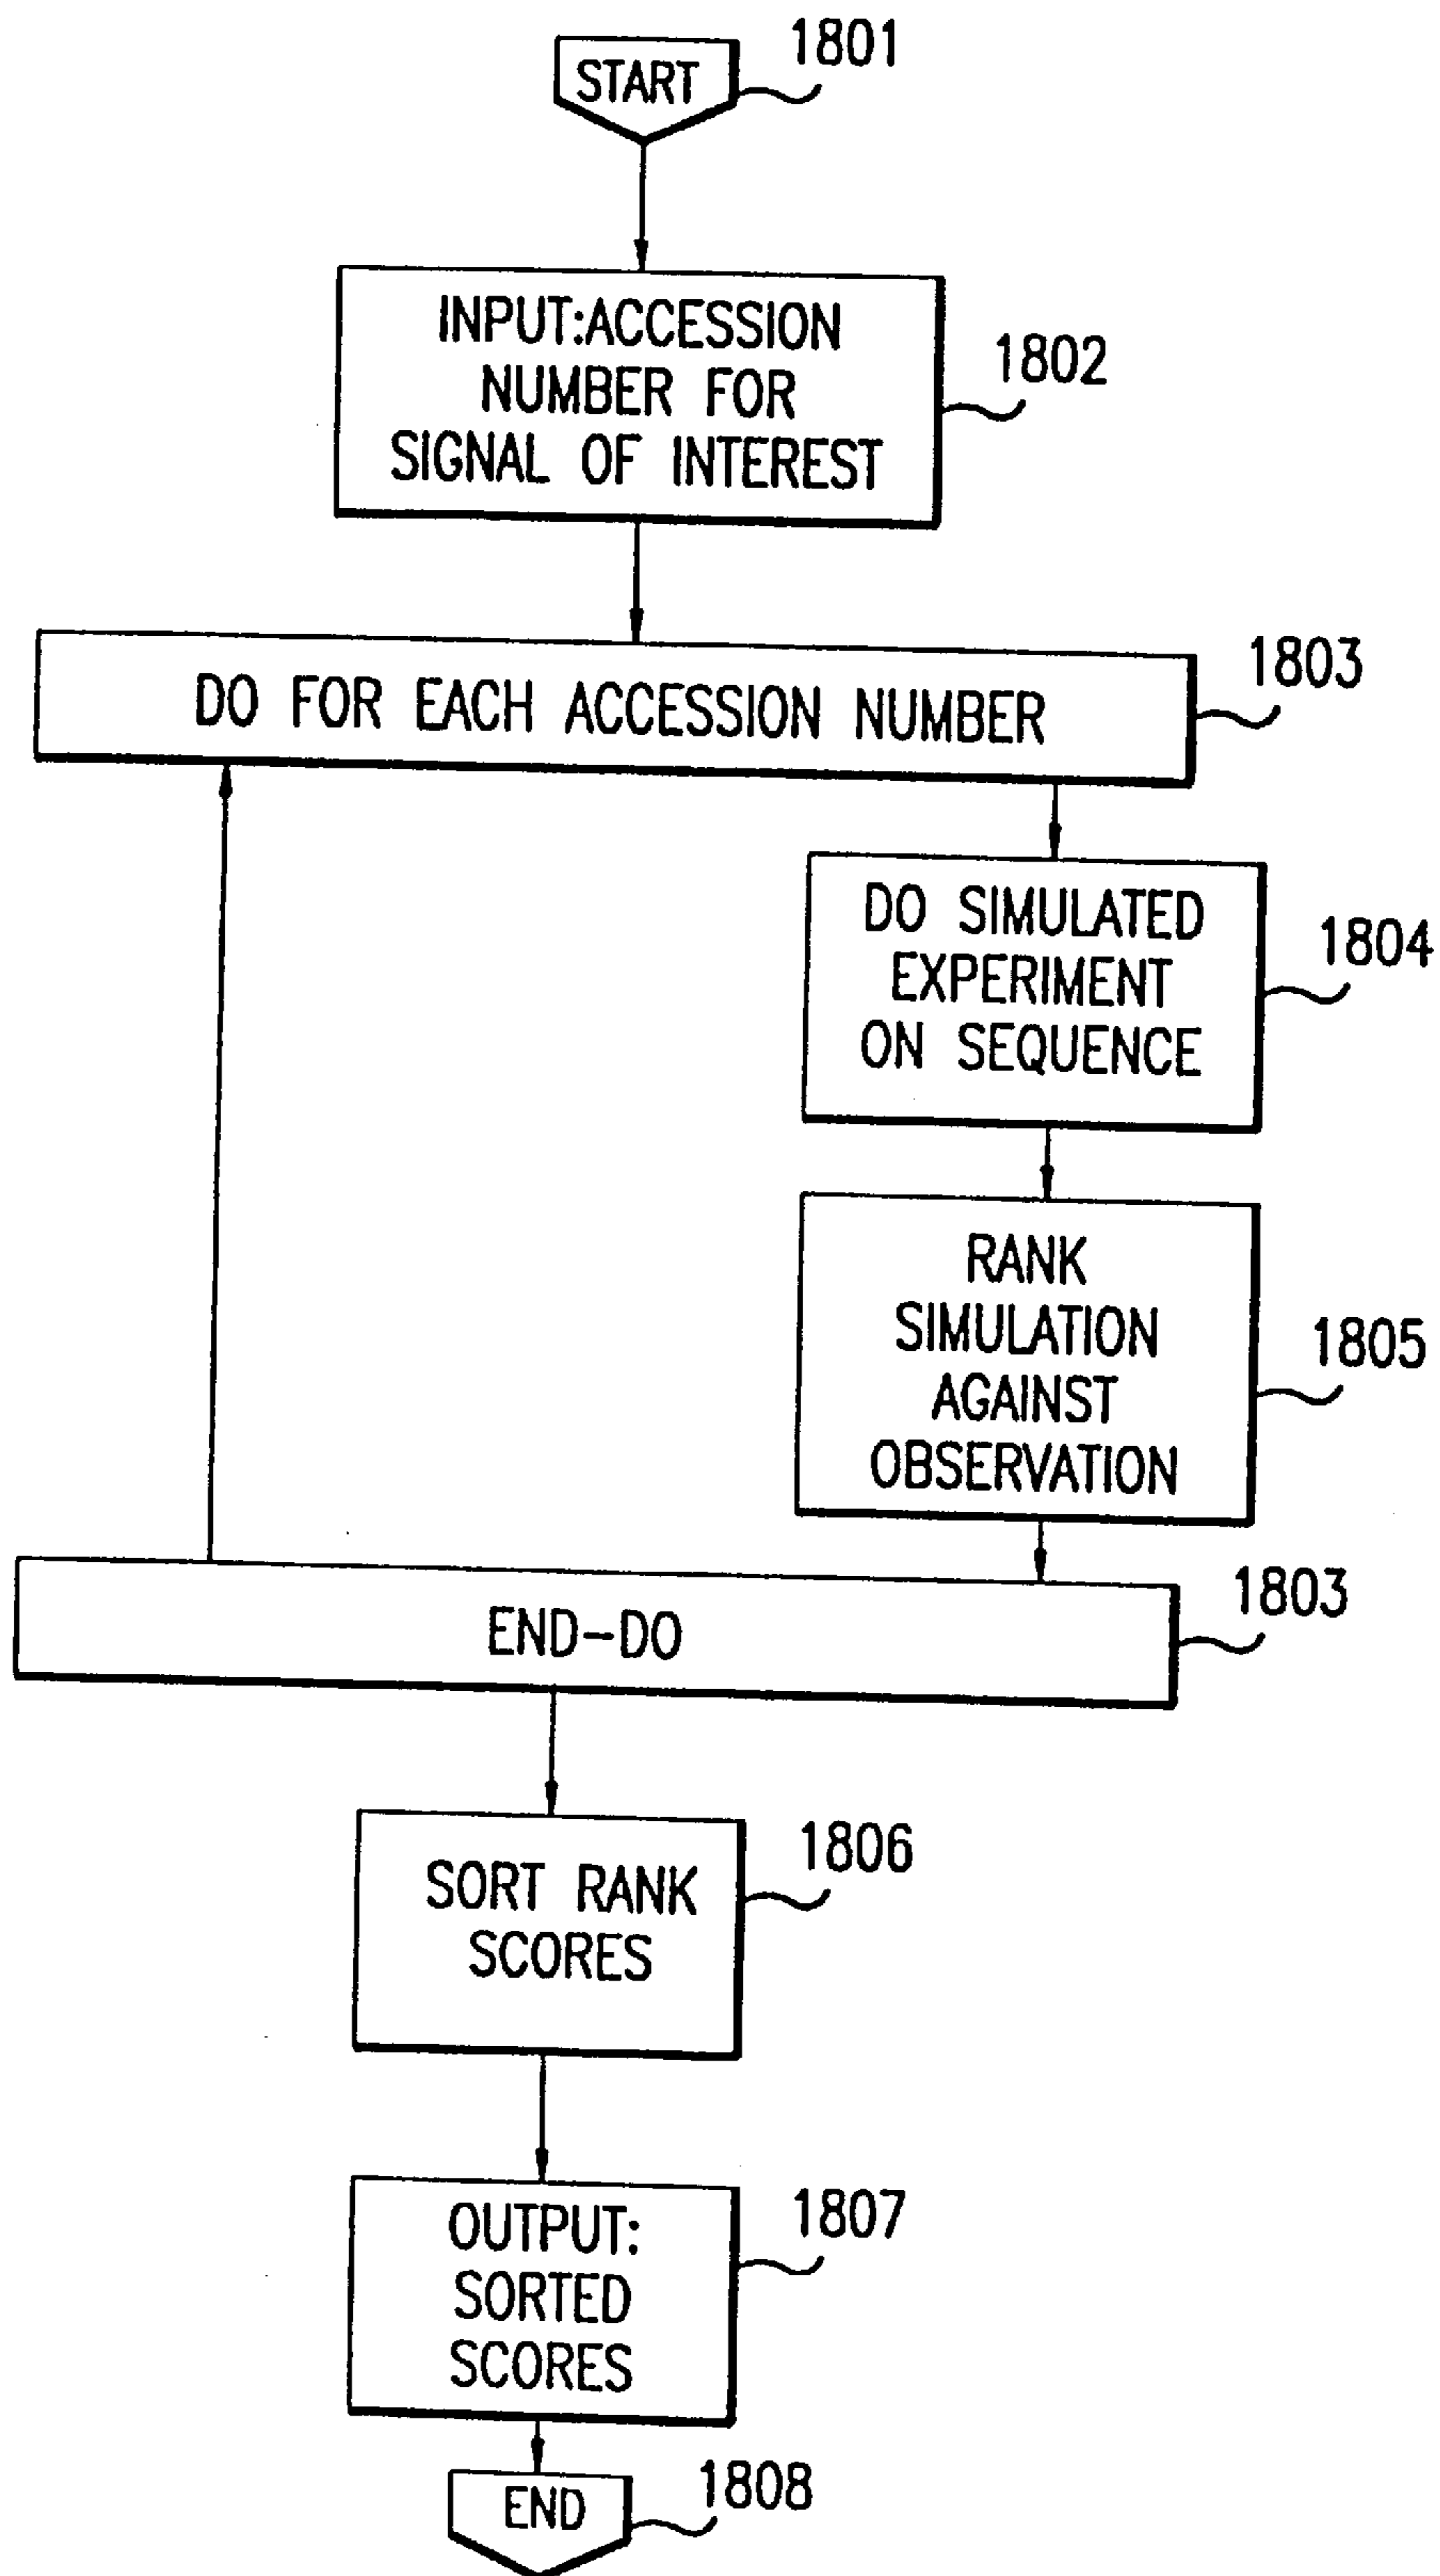 START
1801
INPUT:ACCESSION
NUMBER FOR
SIGNAL OF INTEREST
1802
DO FOR EACH ACCESSION NUMBER
1803
DO SIMULATED
EXPERIMENT
ON SEQUENCE
1804
RANK
SIMULATION
AGAINST
OBSERVATION
1805
END-DO
1803
SORT RANK
SCORES
1806
OUTPUT:
SORTED
SCORES
1807
END
1808